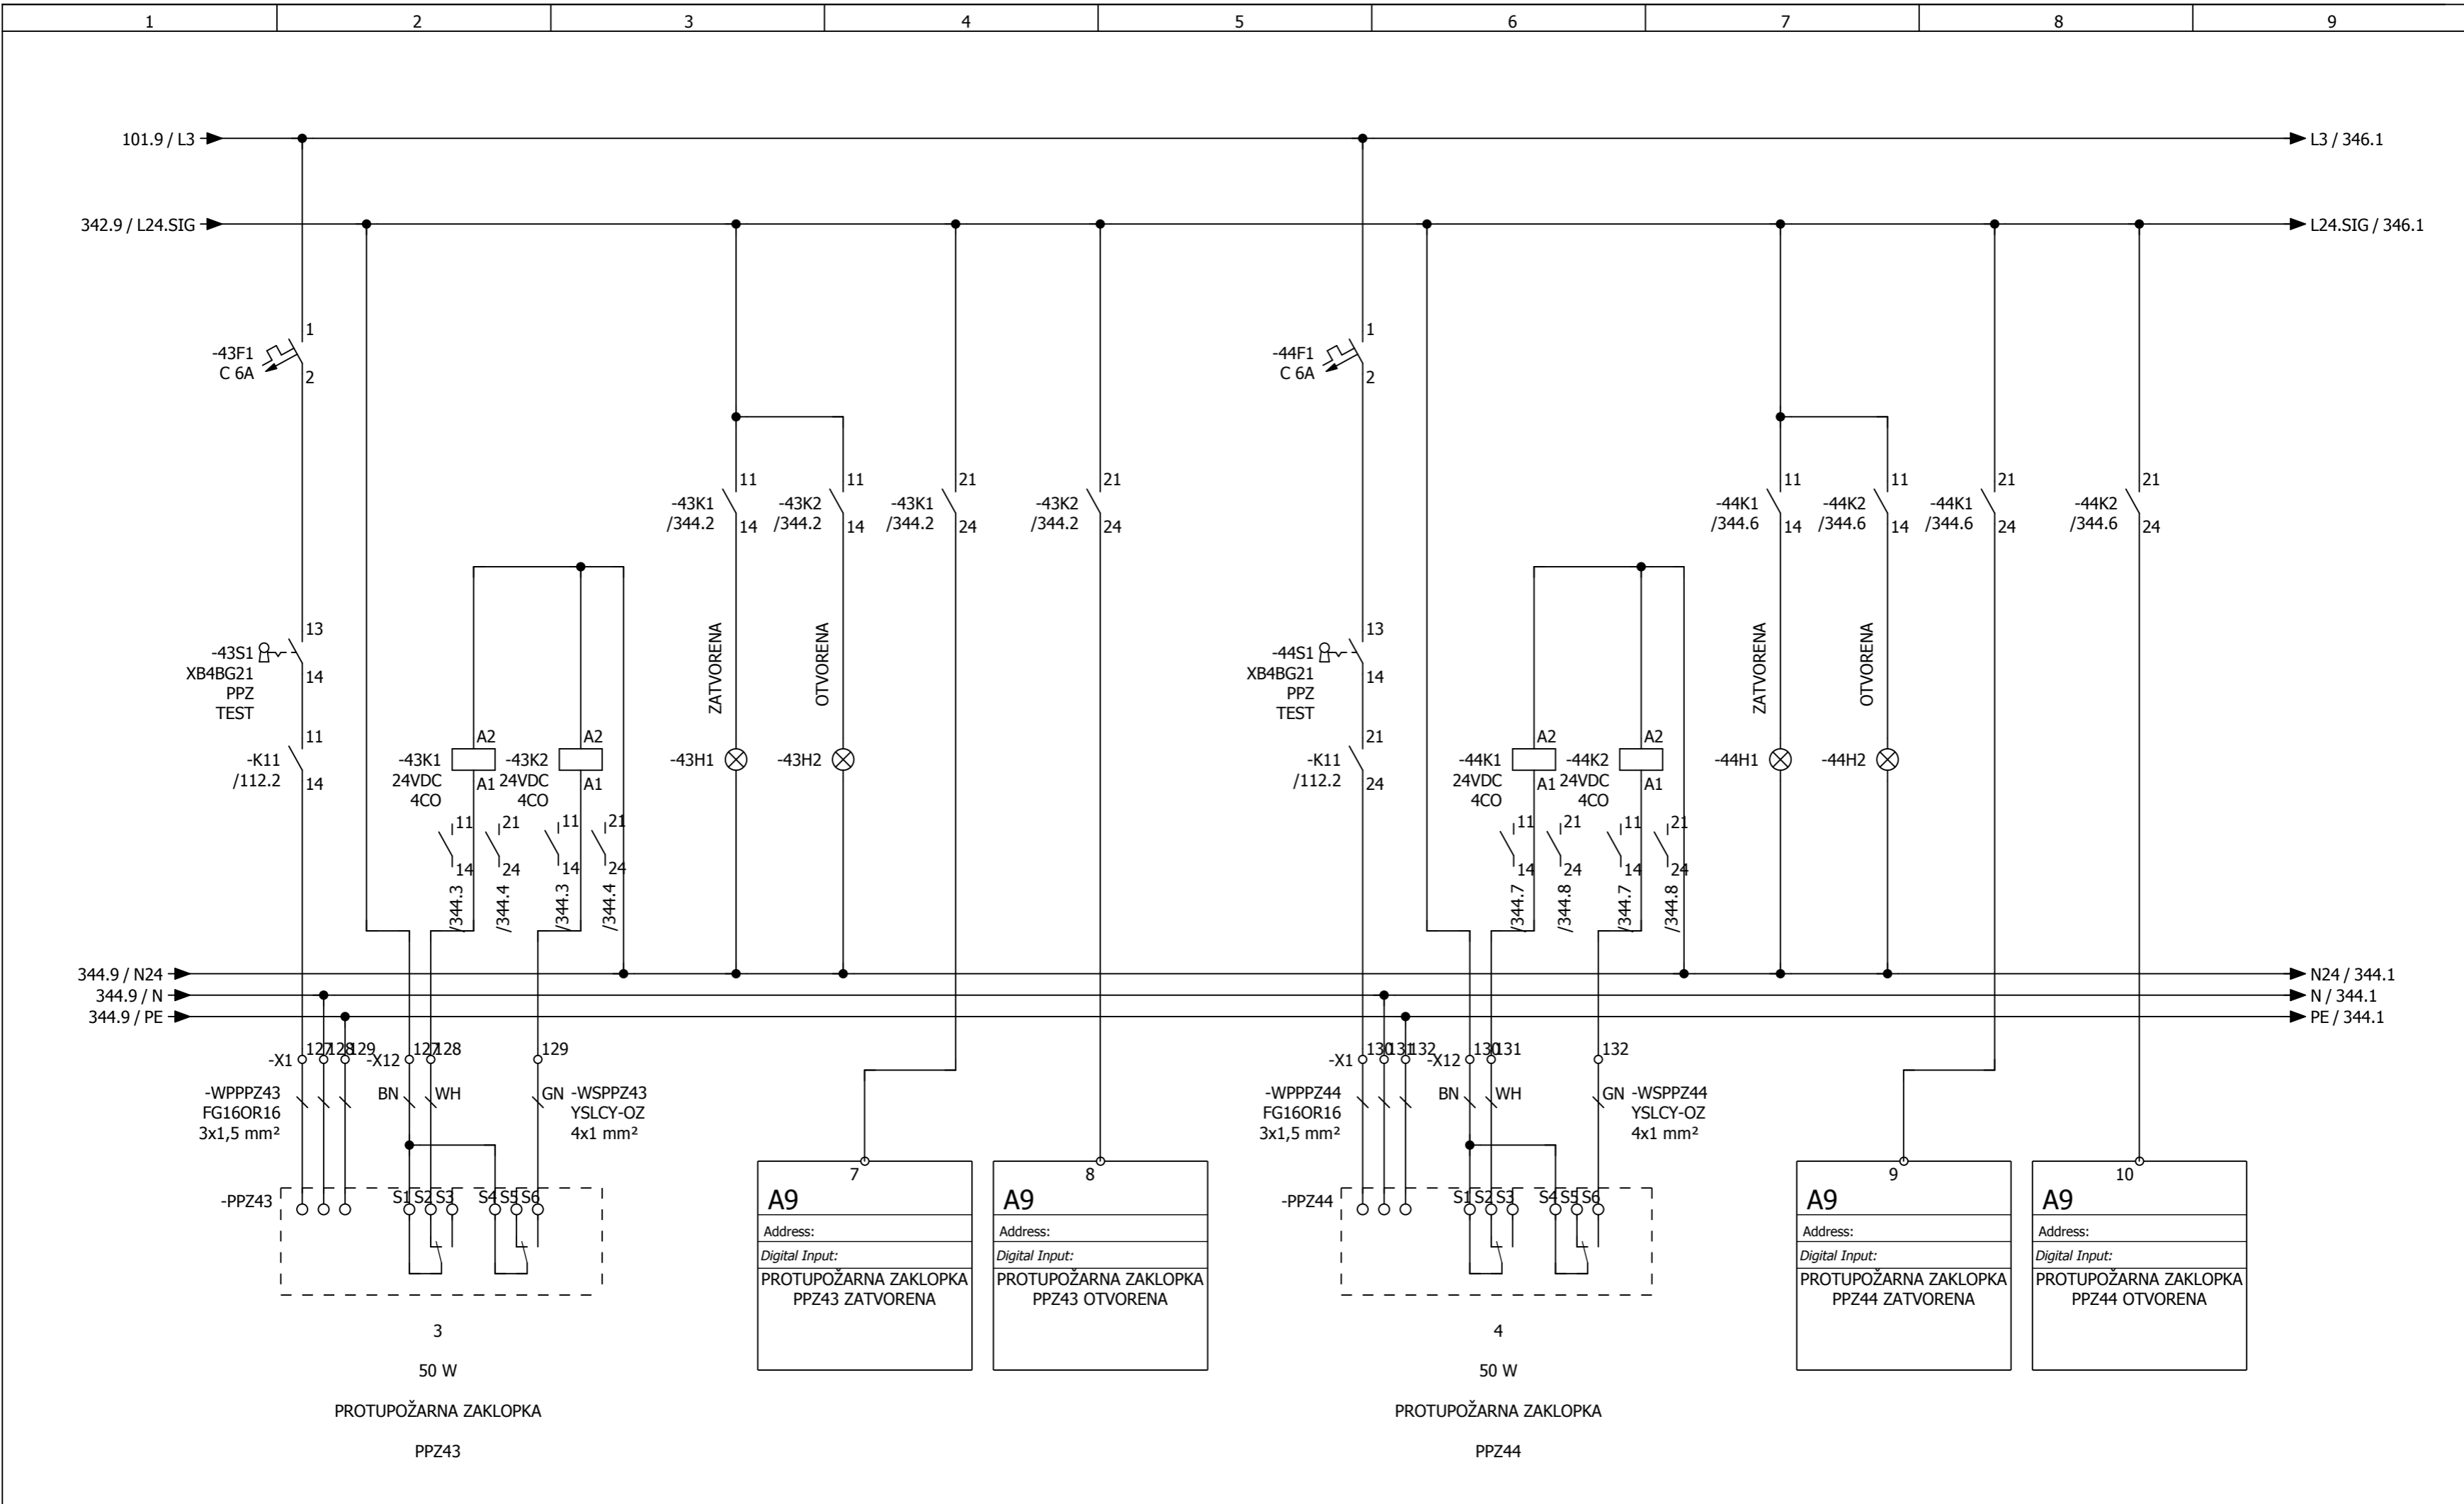 1 2 3 4 5 6 7 8 9
101.9 / L3
L3 / 346.1
342.9 / L24.SIG
L24.SIG / 346.1
1
-43F1
C 6A
2
1
-44F1
C 6A
2
11
-43K1
/344.2
14
11
-43K2
/344.2
14
21
-43K1
/344.2
24
21
-43K2
/344.2
24
11
-44K1
/344.6
14
11
-44K2
/344.6
14
21
-44K1
/344.6
24
21
-44K2
/344.6
24
13
-43S1
XB4BG21
14
PPZ
TEST
11
-K11
/112.2
14
A2
-43K1
24VDC
A1
4CO
11
14
/344.3
21
24
/344.4
A2
-43K2
24VDC
A1
4CO
11
14
/344.3
21
24
/344.4
ZATVORENA
-43H1
OTVORENA
-43H2
13
-44S1
XB4BG21
14
PPZ
TEST
21
-K11
/112.2
24
A2
-44K1
24VDC
A1
4CO
11
14
/344.7
21
24
/344.8
A2
-44K2
24VDC
A1
4CO
11
14
/344.7
21
24
/344.8
ZATVORENA
-44H1
OTVORENA
-44H2
344.9 / N24
N24 / 344.1
344.9 / N
N / 344.1
344.9 / PE
PE / 344.1
-X1 127 128 129
-X12 127 128 129
-WPPPZ43
FG16OR16
3x1,5 mm²
BN WH GN
-WSPPZ43
YSLCY-OZ
4x1 mm²
-PPZ43
S1 S2 S3 S4 S5 S6
3
50 W
PROTUPOŽARNA ZAKLOPKA
PPZ43
7
A9
Address:
Digital Input:
PROTUPOŽARNA ZAKLOPKA
PPZ43 ZATVORENA
8
A9
Address:
Digital Input:
PROTUPOŽARNA ZAKLOPKA
PPZ43 OTVORENA
-X1 130 131 132
-X12 130 131 132
-WPPPZ44
FG16OR16
3x1,5 mm²
BN WH GN
-WSPPZ44
YSLCY-OZ
4x1 mm²
-PPZ44
S1 S2 S3 S4 S5 S6
4
50 W
PROTUPOŽARNA ZAKLOPKA
PPZ44
9
A9
Address:
Digital Input:
PROTUPOŽARNA ZAKLOPKA
PPZ44 ZATVORENA
10
A9
Address:
Digital Input:
PROTUPOŽARNA ZAKLOPKA
PPZ44 OTVORENA